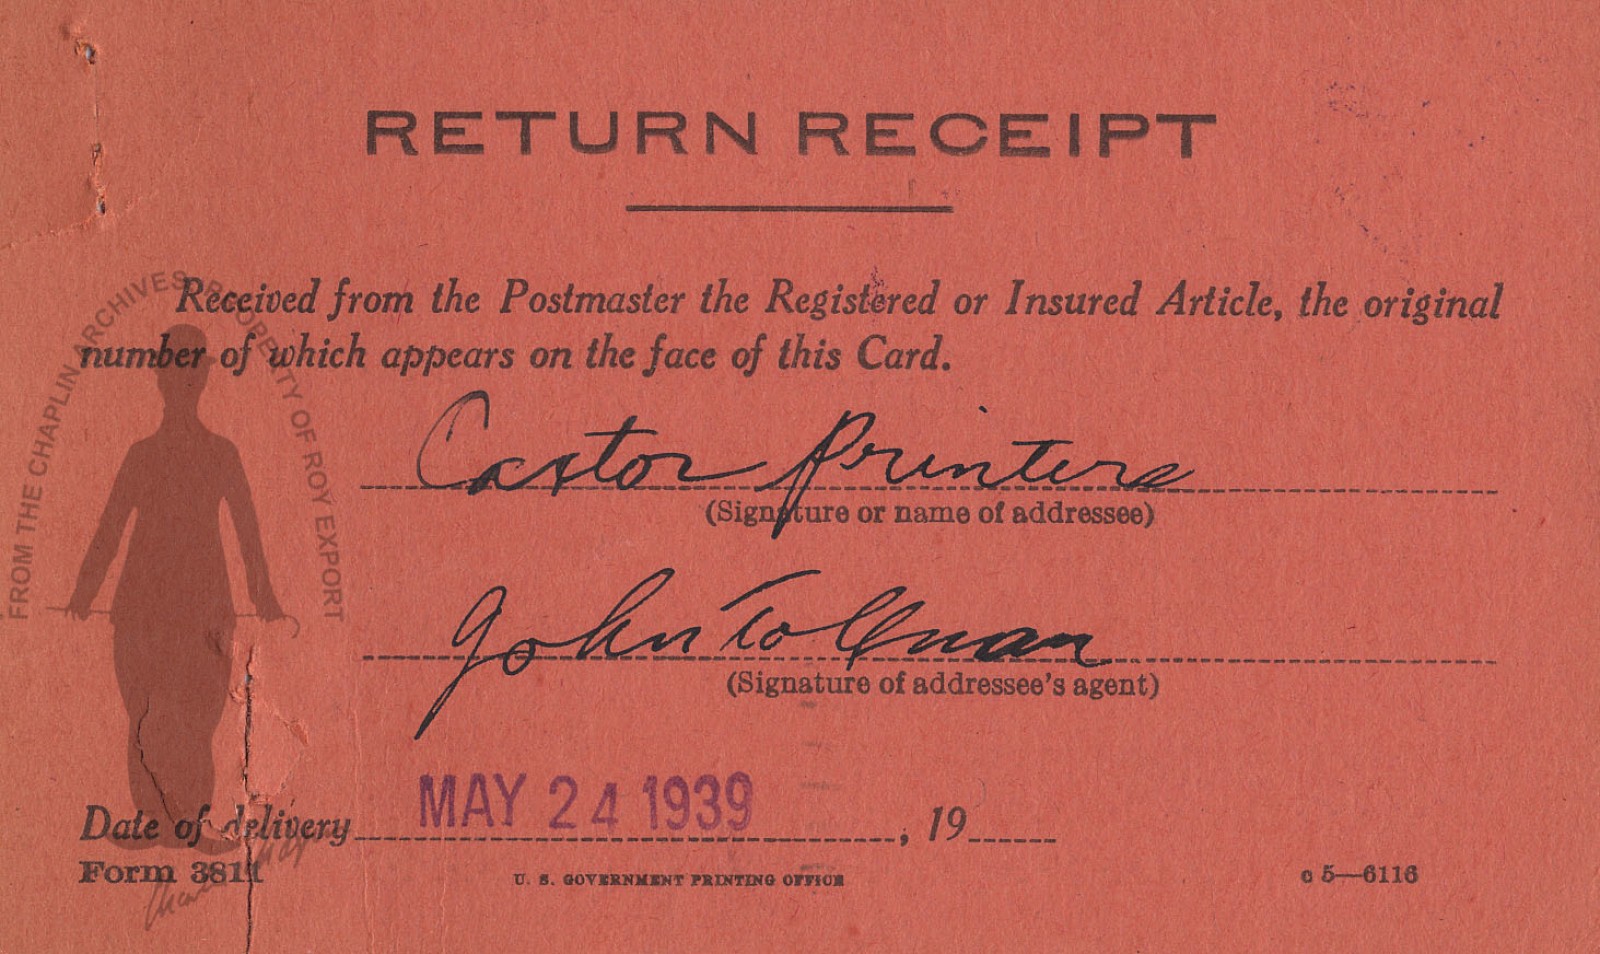 RETURN RECEIPT
Received from the Postmaster the Registered or Insured Article, the original
number of which appears on the face of this Card.
Caxton Printers
(Signature or name of addressee)
John Tollman
(Signature of addressee's agent)
MAY 24 1939
Date of delivery , 19
Form 3811
U. S. GOVERNMENT PRINTING OFFICE
c 5—6116
FROM THE CHAPLIN ARCHIVES, PROPERTY OF ROY EXPORT